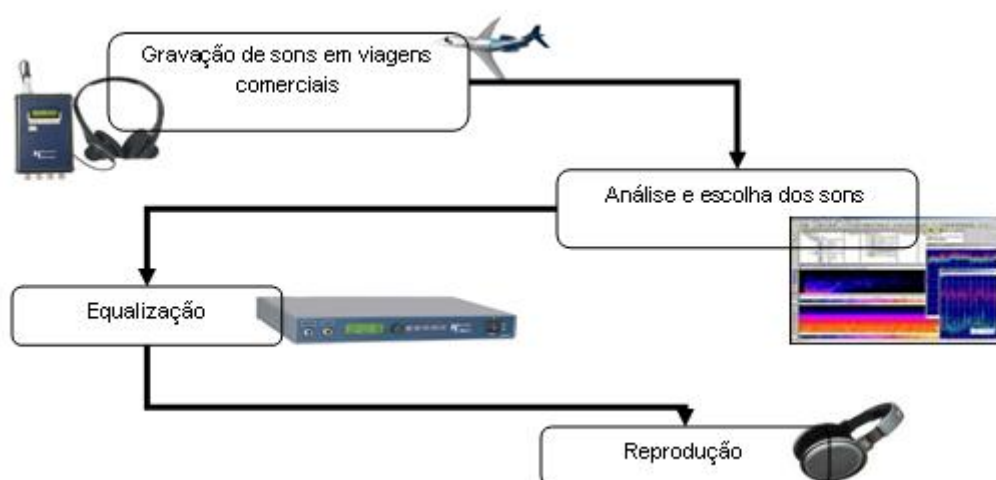 Gravação de sons em viagens
comerciais
Análise e escolha dos sons
Equalização
Reprodução